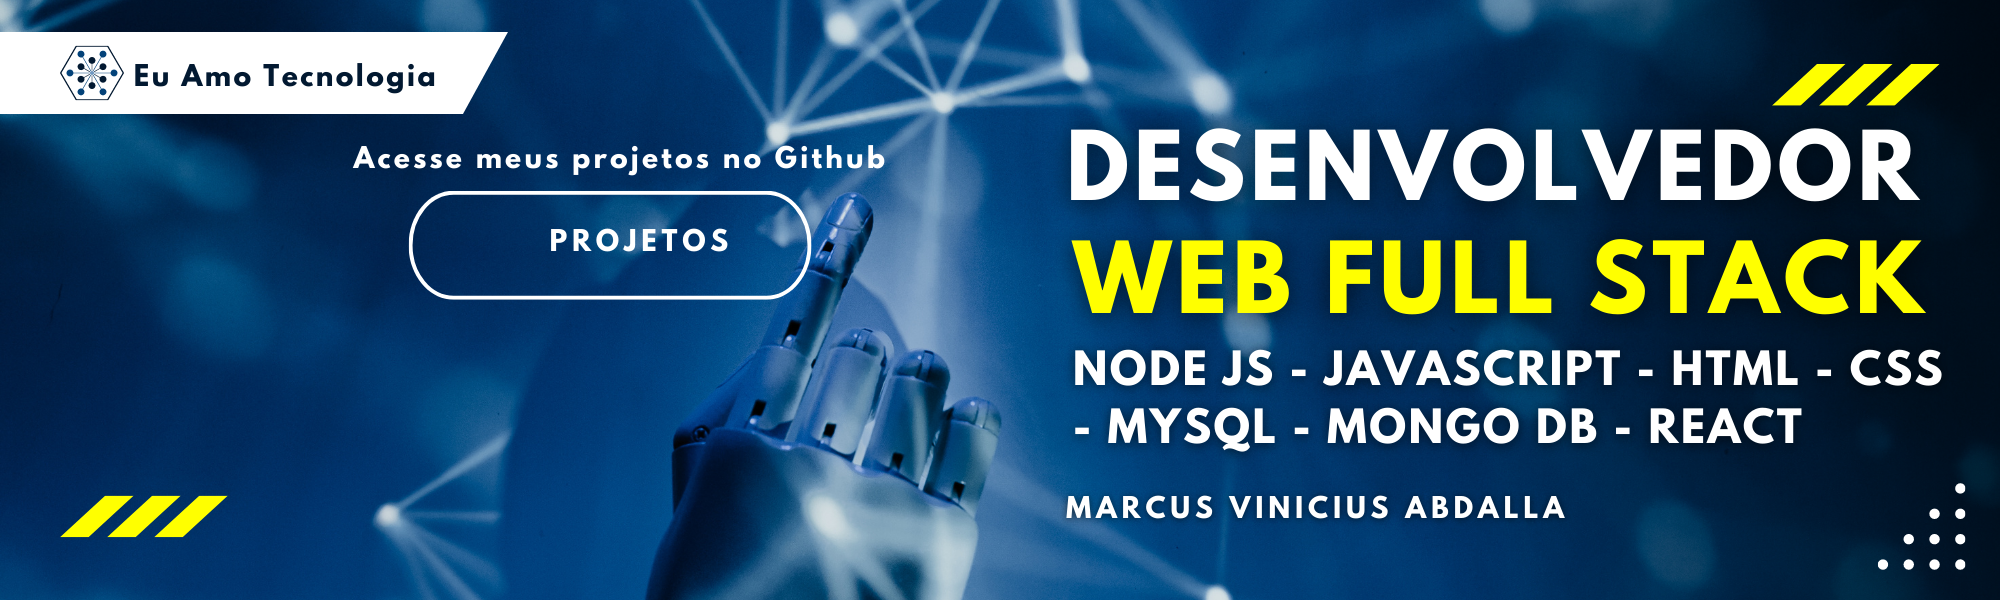 Eu Amo Tecnologia
Acesse meus projetos no Github
PROJETOS
DESENVOLVEDOR
WEB FULL STACK
NODE JS - JAVASCRIPT - HTML - CSS
- MYSQL - MONGO DB - REACT
MARCUS VINICIUS ABDALLA